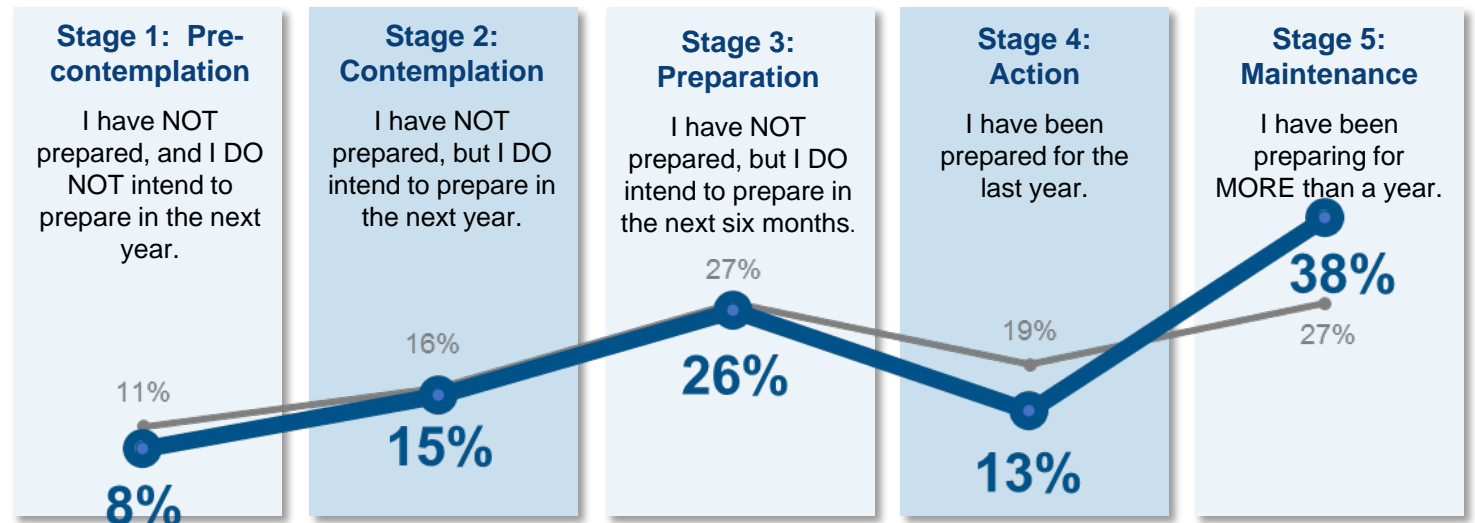 Stage 1: Pre-
contemplation
I have NOT
prepared, and I DO
NOT intend to
prepare in the next
year.
11%
8%
Stage 2:
Contemplation
I have NOT
prepared, but I DO
intend to prepare in
the next year.
16%
15%
Stage 3:
Preparation
I have NOT
prepared, but I DO
intend to prepare in
the next six months.
27%
26%
Stage 4:
Action
I have been
prepared for the
last year.
19%
13%
Stage 5:
Maintenance
I have been
preparing for
MORE than a year.
38%
27%